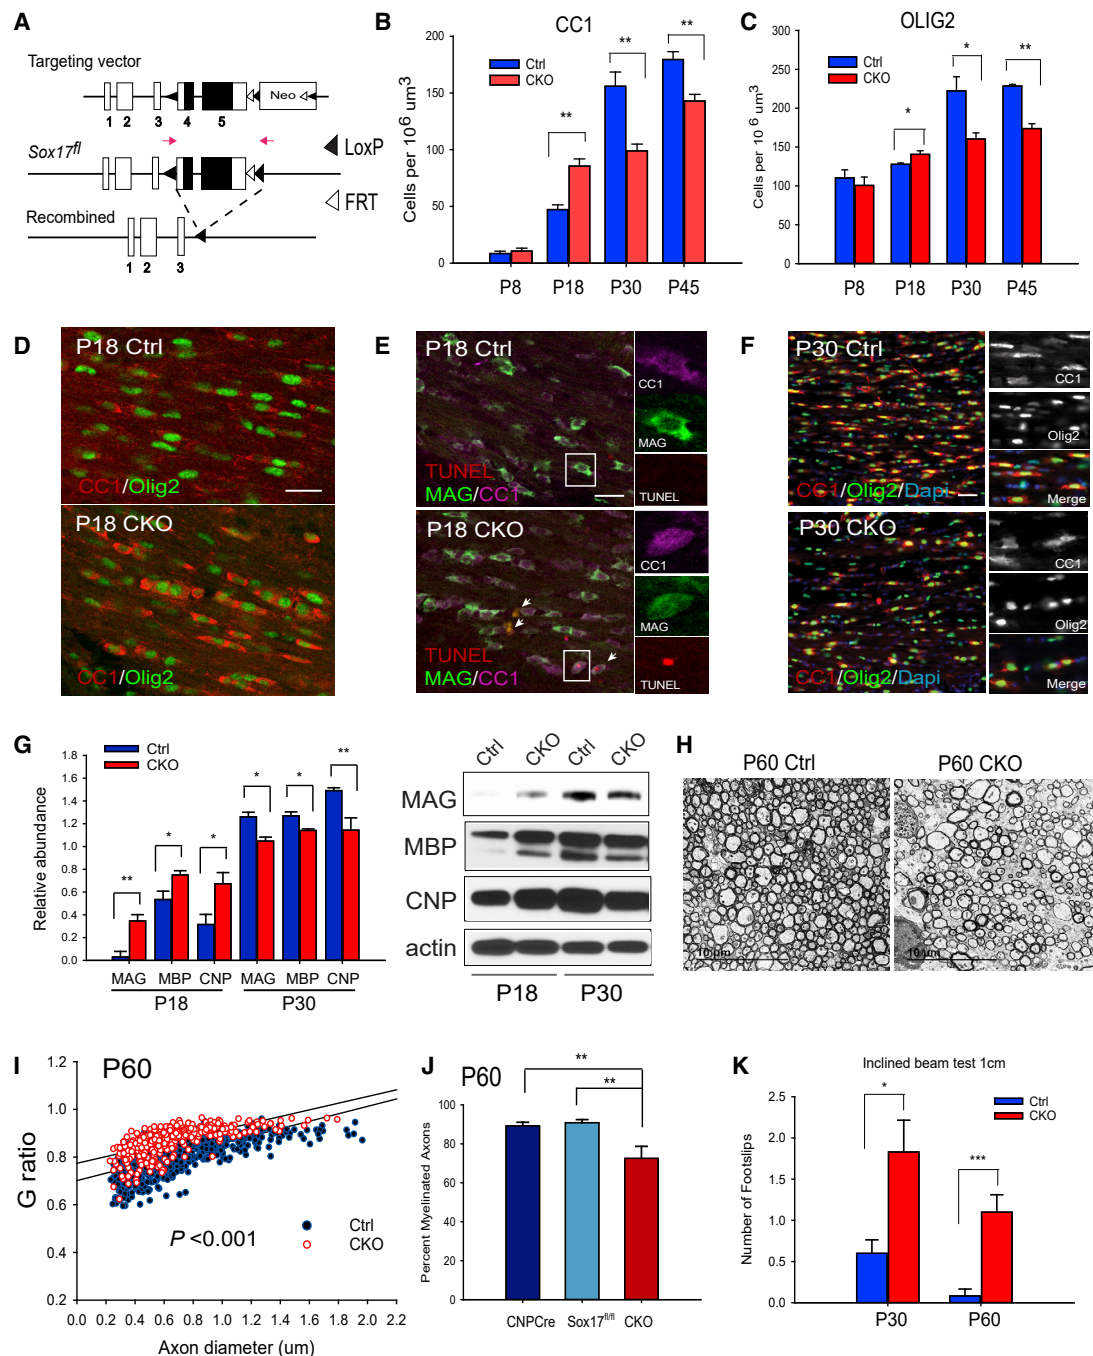 A
Targeting vector
Neo
1 2 3 4 5
Sox17fl
LoxP
FRT
Recombined
1 2 3
B
CC1
Ctrl
CKO
Cells per 10 6 um3
200
150
100
50
0
**
**
**
P8 P18 P30 P45
C
OLIG2
Ctrl
CKO
Cells per 10 6 um3
300
250
200
150
100
50
0
*
*
**
P8 P18 P30 P45
D
P18 Ctrl
CC1/Olig2
P18 CKO
CC1/Olig2
E
P18 Ctrl
TUNEL
MAG/CC1
CC1
MAG
TUNEL
P18 CKO
TUNEL
MAG/CC1
CC1
MAG
TUNEL
F
P30 Ctrl
CC1/Olig2/Dapi
CC1
Olig2
Merge
P30 CKO
CC1/Olig2/Dapi
CC1
Olig2
Merge
G
Ctrl
CKO
Relative abundance
1.8
1.6
1.4
1.2
1.0
0.8
0.6
0.4
0.2
0.0
**
*
*
*
*
**
MAG MBP CNP MAG MBP CNP
P18 P30
Ctrl CKO Ctrl CKO
MAG
MBP
CNP
actin
P18 P30
H
P60 Ctrl
10 µm
P60 CKO
10 µm
I
P60
G ratio
1.2
1.0
0.8
0.6
0.4
0.2
P <0.001
Ctrl
CKO
0.0 0.2 0.4 0.6 0.8 1.0 1.2 1.4 1.6 1.8 2.0 2.2
Axon diameter (um)
J
P60
Percent Myelinated Axons
100
80
60
40
20
0
**
**
CNPCre Sox17fl/fl CKO
K
Inclined beam test 1cm
Ctrl
CKO
Number of Footslips
2.5
2.0
1.5
1.0
0.5
0.0
*
***
P30 P60